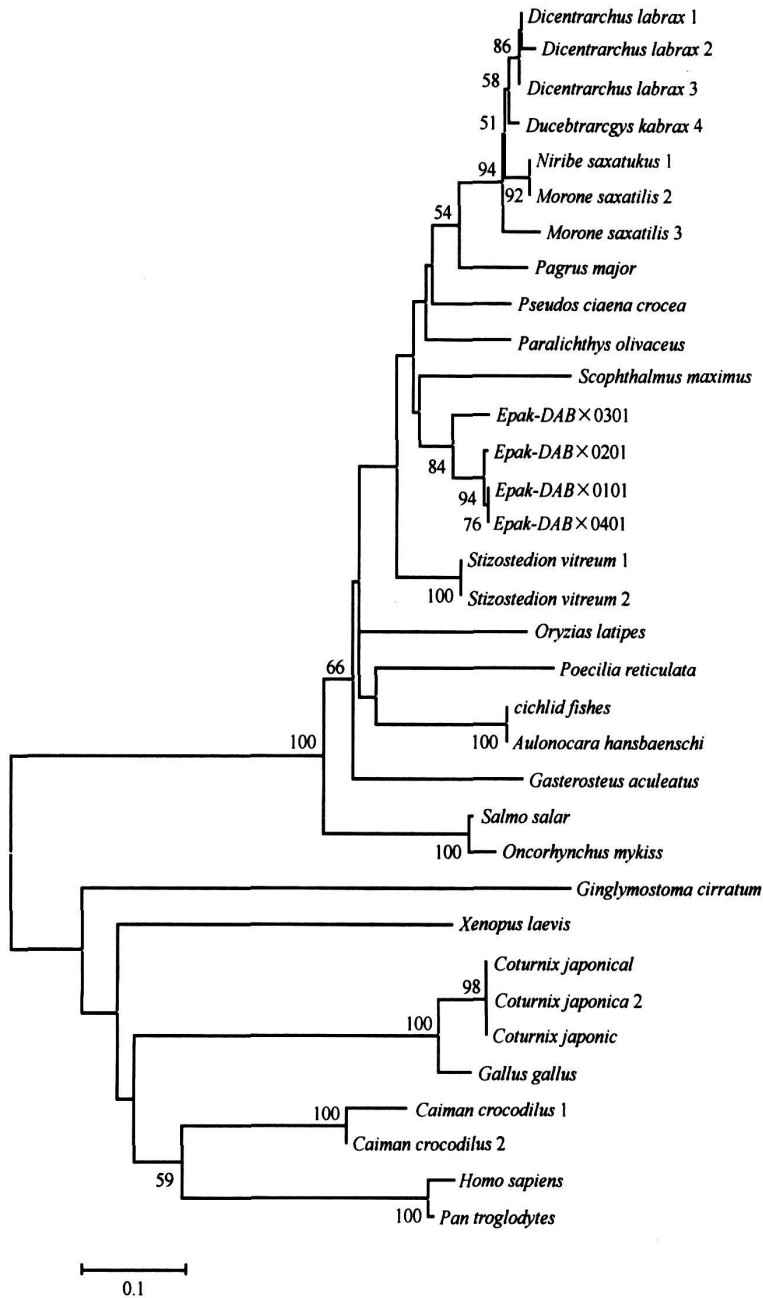 Dicentrarchus labrax 1
86
Dicentrarchus labrax 2
58
Dicentrarchus labrax 3
51
Ducebtrarcgys kabrax 4
94
Niribe saxatukus 1
92
Morone saxatilis 2
54
Morone saxatilis 3
Pagrus major
Pseudos ciaena crocea
Paralichthys olivaceus
Scophthalmus maximus
Epak-DAB×0301
84
Epak-DAB×0201
94
Epak-DAB×0101
76
Epak-DAB×0401
Stizostedion vitreum 1
100
Stizostedion vitreum 2
Oryzias latipes
66
Poecilia reticulata
cichlid fishes
100
Aulonocara hansbaenschi
100
Gasterosteus aculeatus
Salmo salar
100
Oncorhynchus mykiss
Ginglymostoma cirratum
Xenopus laevis
Coturnix japonical
98
Coturnix japonica 2
100
Coturnix japonic
Gallus gallus
100
Caiman crocodilus 1
Caiman crocodilus 2
59
Homo sapiens
100
Pan troglodytes
0.1